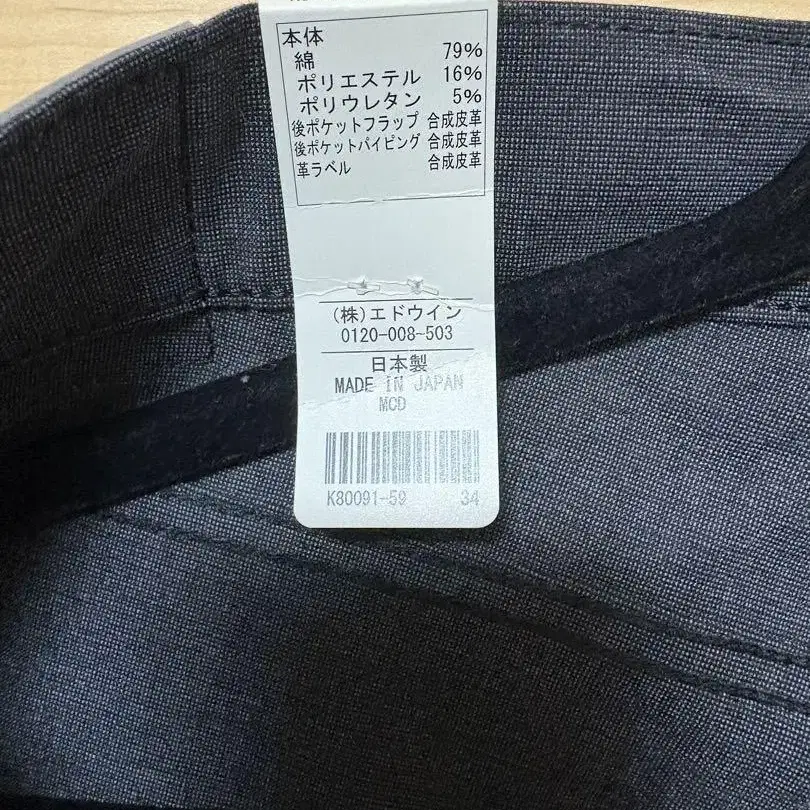 本体
綿 79%
ポリエステル 16%
ポリウレタン 5%
後ポケットフラップ 合成皮革
後ポケットパイピング 合成皮革
革ラベル 合成皮革
(株)エドウイン
0120-008-503
日本製
MADE IN JAPAN
MCD
K80091-59 34